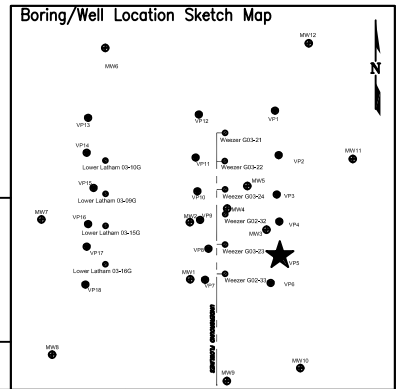 Boring/Well Location Sketch Map
MW12
MW6
N
VP1
VP12
VP13
Weezer G03-21
VP14
VP11
VP2
MW11
Lower Latham 03-10G
Weezer G03-22
VP15
MW5
VP10
Weezer G03-24
VP3
Lower Latham 03-09G
MW4
MW7
MW2
VP9
Weezer G02-32
VP4
VP16
Lower Latham 03-15G
MW3
VP17
VP8
Weezer G03-23
VP5
Lower Latham 03-16G
MW1
VP7
Weezer G02-33
VP6
VP18
UNDERGROUND FLOWLINES
MW8
MW10
MW9